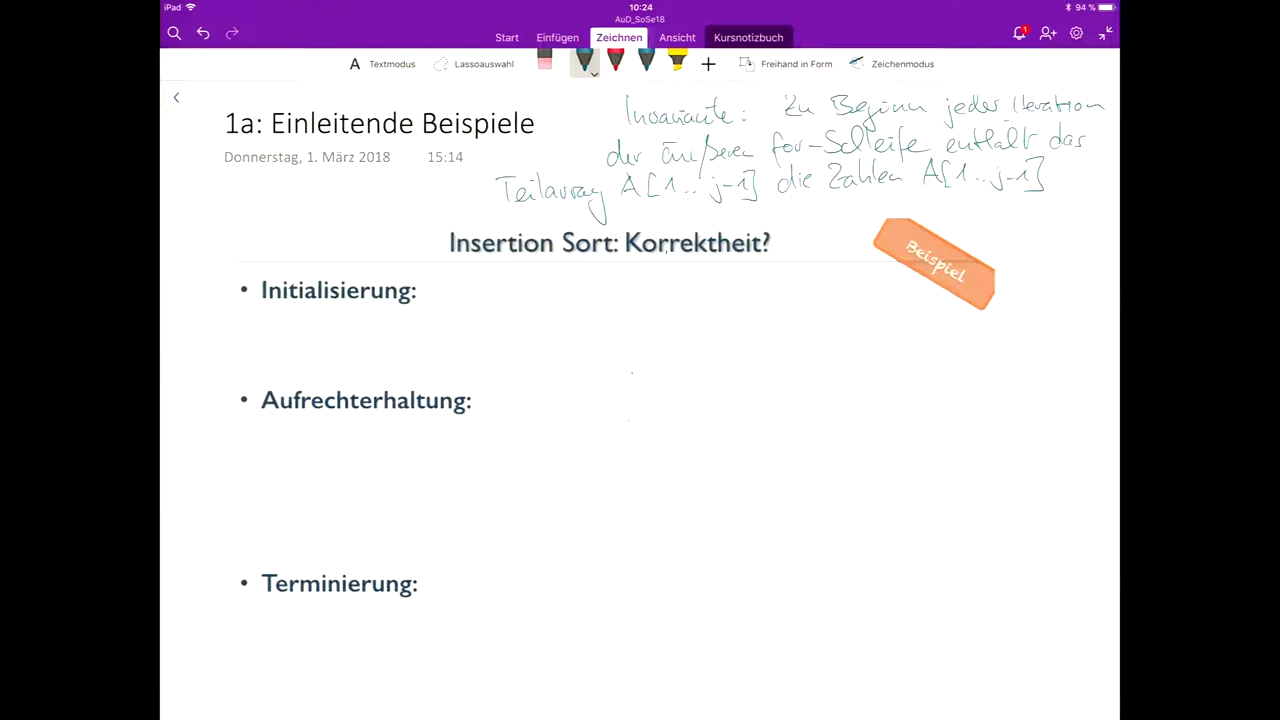 iPad
10:24
94 %
AuD_SoSe18
Start Einfügen Zeichnen Ansicht Kursnotizbuch
1
A Textmodus Lassoauswahl Freihand in Form Zeichenmodus
1a: Einleitende Beispiele
Donnerstag, 1. März 2018 15:14
Invariante: Zu Beginn jeder Iteration
der äußeren for-Schleife enthält das
Teilarray A[1..j-1] die Zahlen A[1..j-1]
Insertion Sort: Korrektheit?
Beispiel
• Initialisierung:
• Aufrechterhaltung:
• Terminierung: